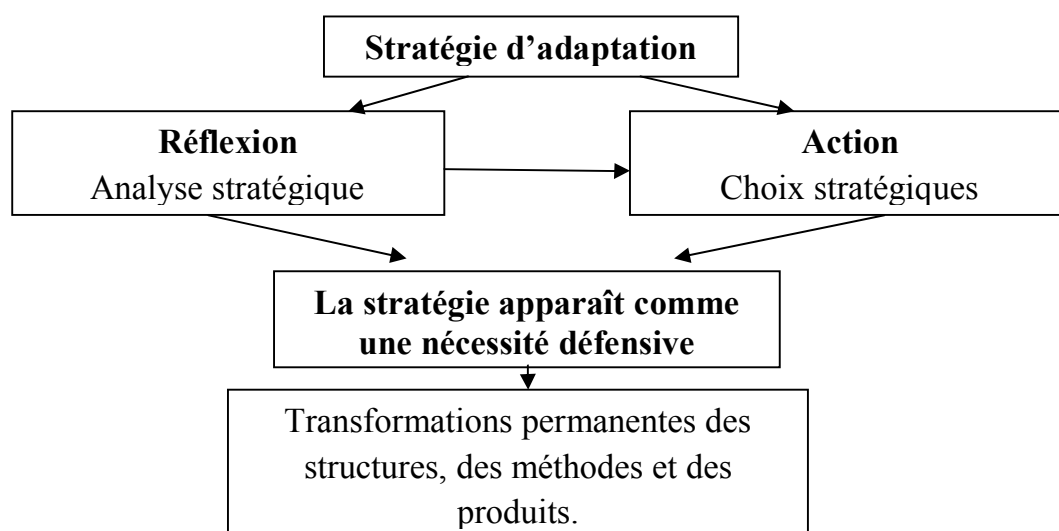 Stratégie d’adaptation
Réflexion
Analyse stratégique
Action
Choix stratégiques
La stratégie apparaît comme
une nécessité défensive
Transformations permanentes des
structures, des méthodes et des
produits.